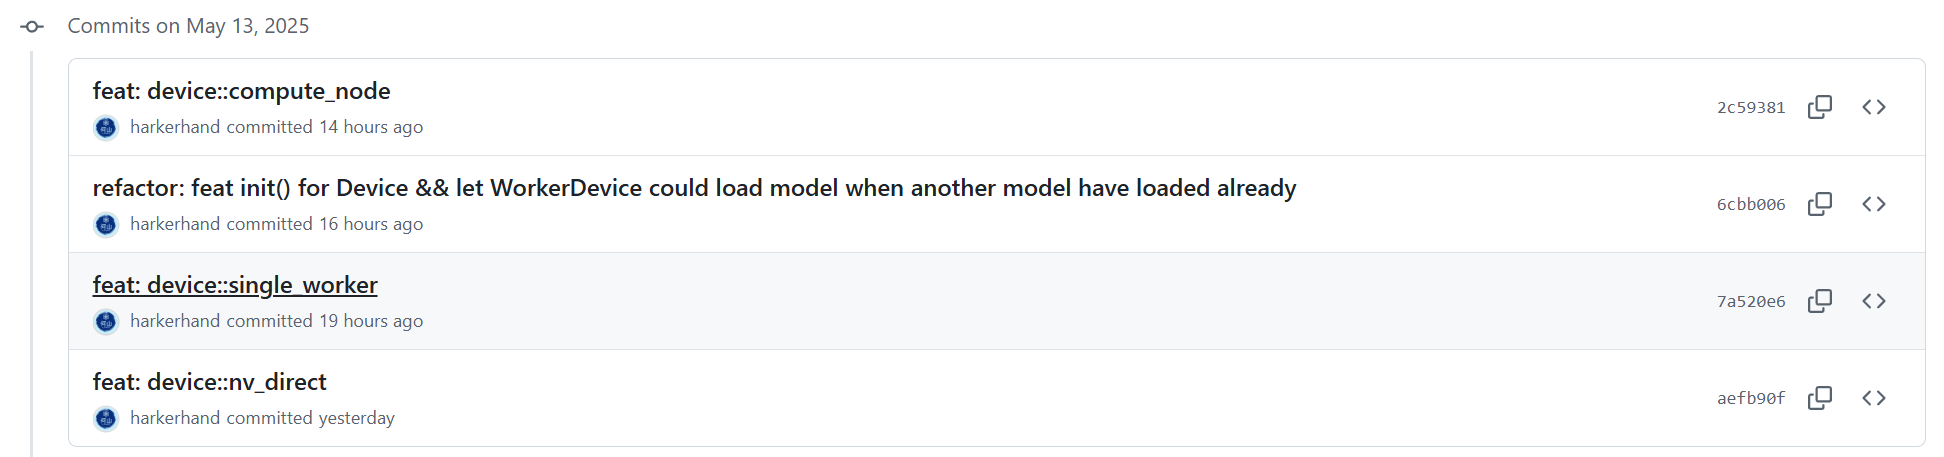 Commits on May 13, 2025
feat: device::compute_node
harkerhand committed 14 hours ago
2c59381
refactor: feat init() for Device && let WorkerDevice could load model when another model have loaded already
harkerhand committed 16 hours ago
6cbb006
feat: device::single_worker
harkerhand committed 19 hours ago
7a520e6
feat: device::nv_direct
harkerhand committed yesterday
aefb90f